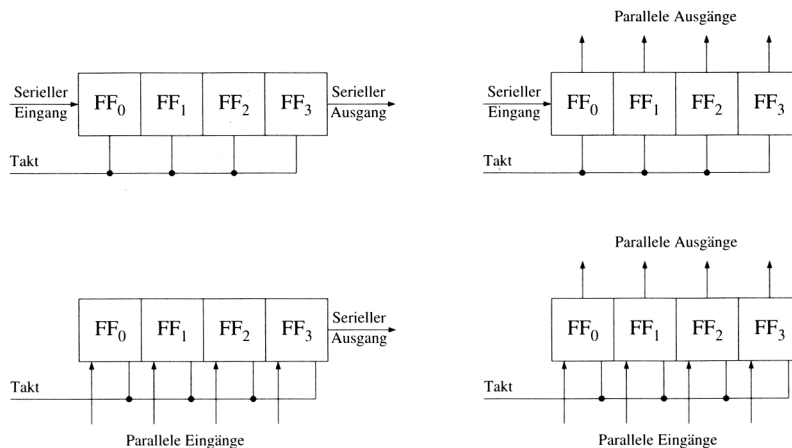 Serieller
Eingang
FF0 FF1 FF2 FF3
Serieller
Ausgang
Takt
Parallele Ausgänge
Serieller
Eingang
FF0 FF1 FF2 FF3
Takt
FF0 FF1 FF2 FF3
Serieller
Ausgang
Takt
Parallele Eingänge
Parallele Ausgänge
FF0 FF1 FF2 FF3
Takt
Parallele Eingänge